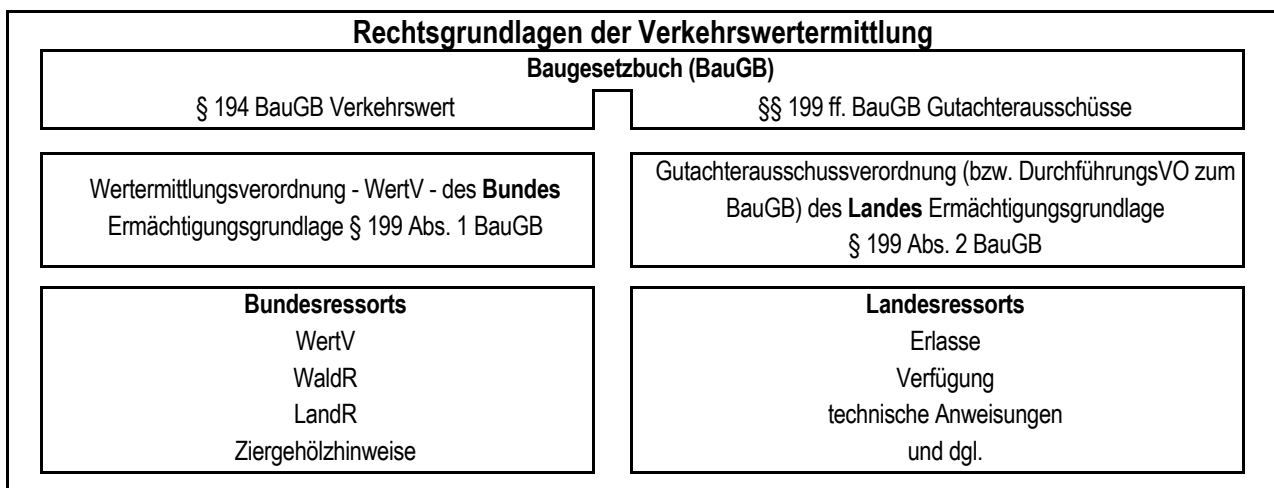 Rechtsgrundlagen der Verkehrswertermittlung
Baugesetzbuch (BauGB)
§ 194 BauGB Verkehrswert
§§ 199 ff. BauGB Gutachterausschüsse
Wertermittlungsverordnung - WertV - des Bundes
Ermächtigungsgrundlage § 199 Abs. 1 BauGB
Gutachterausschussverordnung (bzw. DurchführungsVO zum
BauGB) des Landes Ermächtigungsgrundlage
§ 199 Abs. 2 BauGB
Bundesressorts
WertV
WaldR
LandR
Ziergehölzhinweise
Landesressorts
Erlasse
Verfügung
technische Anweisungen
und dgl.